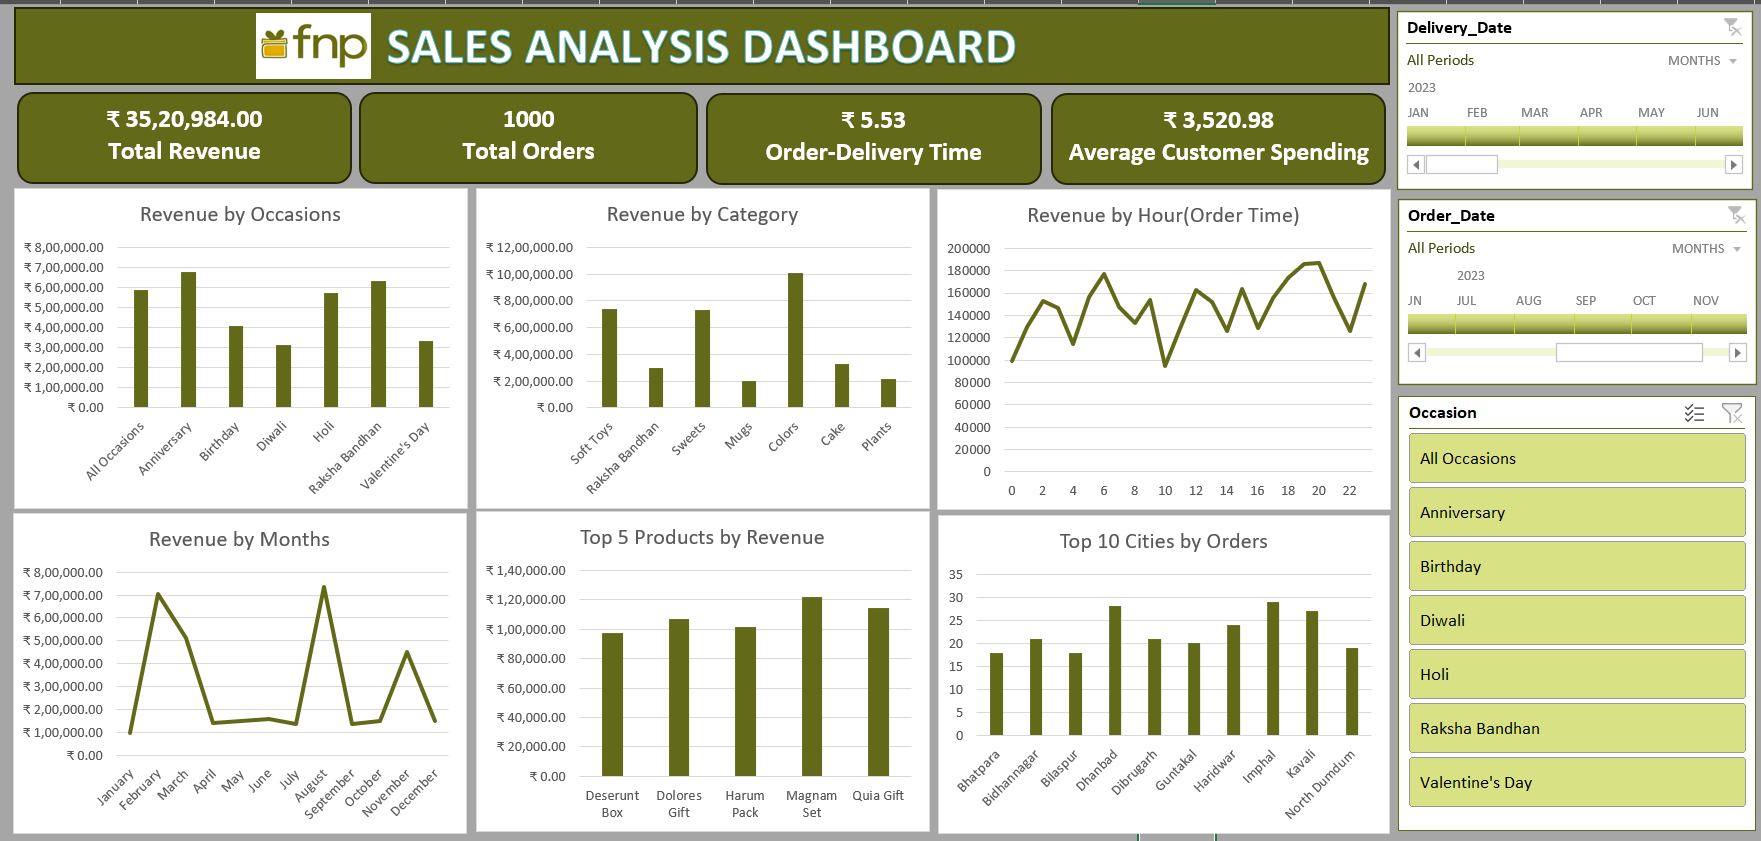 fnp SALES ANALYSIS DASHBOARD
₹ 35,20,984.00
Total Revenue
1000
Total Orders
₹ 5.53
Order-Delivery Time
₹ 3,520.98
Average Customer Spending
Revenue by Occasions
₹ 8,00,000.00
₹ 7,00,000.00
₹ 6,00,000.00
₹ 5,00,000.00
₹ 4,00,000.00
₹ 3,00,000.00
₹ 2,00,000.00
₹ 1,00,000.00
₹ 0.00
All Occasions
Anniversary
Birthday
Diwali
Holi
Raksha Bandhan
Valentine's Day
Revenue by Category
₹ 12,00,000.00
₹ 10,00,000.00
₹ 8,00,000.00
₹ 6,00,000.00
₹ 4,00,000.00
₹ 2,00,000.00
₹ 0.00
Soft Toys
Raksha Bandhan
Sweets
Mugs
Colors
Cake
Plants
Revenue by Hour(Order Time)
200000
180000
160000
140000
120000
100000
80000
60000
40000
20000
0
0 2 4 6 8 10 12 14 16 18 20 22
Revenue by Months
₹ 8,00,000.00
₹ 7,00,000.00
₹ 6,00,000.00
₹ 5,00,000.00
₹ 4,00,000.00
₹ 3,00,000.00
₹ 2,00,000.00
₹ 1,00,000.00
₹ 0.00
January
February
March
April
May
June
July
August
September
October
November
December
Top 5 Products by Revenue
₹ 1,40,000.00
₹ 1,20,000.00
₹ 1,00,000.00
₹ 80,000.00
₹ 60,000.00
₹ 40,000.00
₹ 20,000.00
₹ 0.00
Deserunt
Box
Dolores
Gift
Harum
Pack
Magnam
Set
Quia Gift
Top 10 Cities by Orders
35
30
25
20
15
10
5
0
Bhatpara
Bidhannagar
Bilaspur
Dhanbad
Dibrugarh
Guntakal
Haridwar
Imphal
Kavali
North Dumdum
Delivery_Date
All Periods MONTHS
2023
JAN FEB MAR APR MAY JUN
Order_Date
All Periods MONTHS
2023
JN JUL AUG SEP OCT NOV
Occasion
All Occasions
Anniversary
Birthday
Diwali
Holi
Raksha Bandhan
Valentine's Day